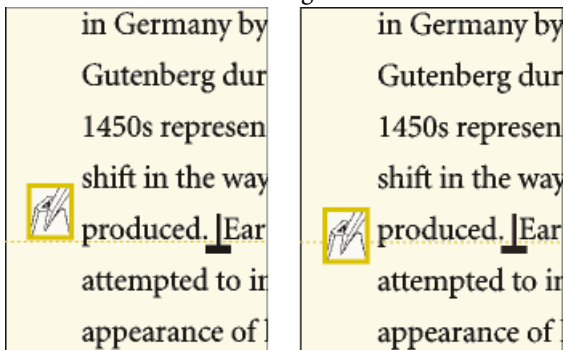 in Germany by
Gutenberg dur
1450s represen
shift in the way
produced. Ear
attempted to in
appearance of
in Germany by
Gutenberg dur
1450s represen
shift in the way
produced. Ear
attempted to in
appearance of